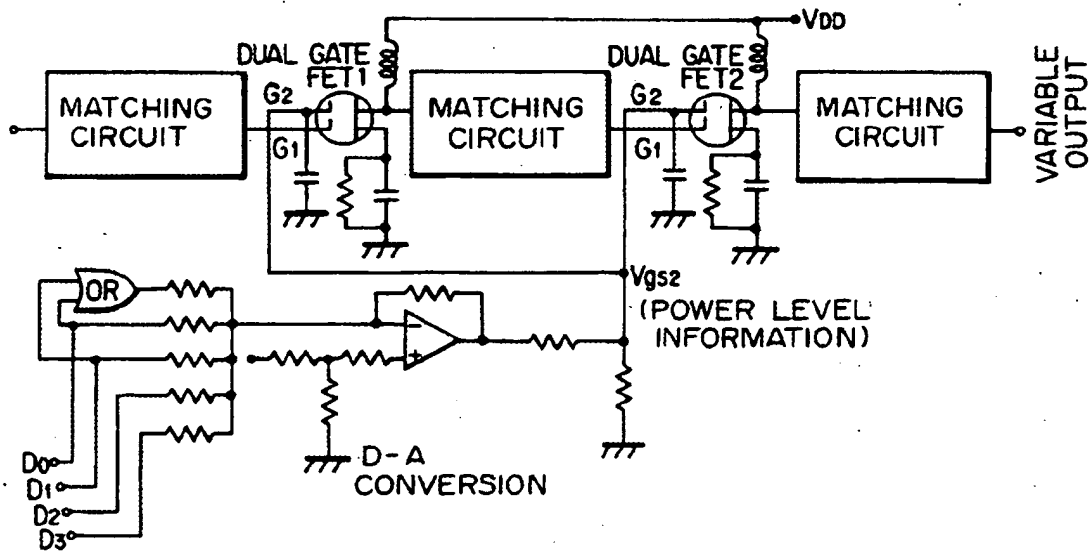 VDD
DUAL GATE
FET1
DUAL GATE
FET2
MATCHING
CIRCUIT
G2
G1
MATCHING
CIRCUIT
G2
G1
MATCHING
CIRCUIT
VARIABLE
OUTPUT
OR
Vgs2
(POWER LEVEL
INFORMATION)
D-A
CONVERSION
D0
D1
D2
D3